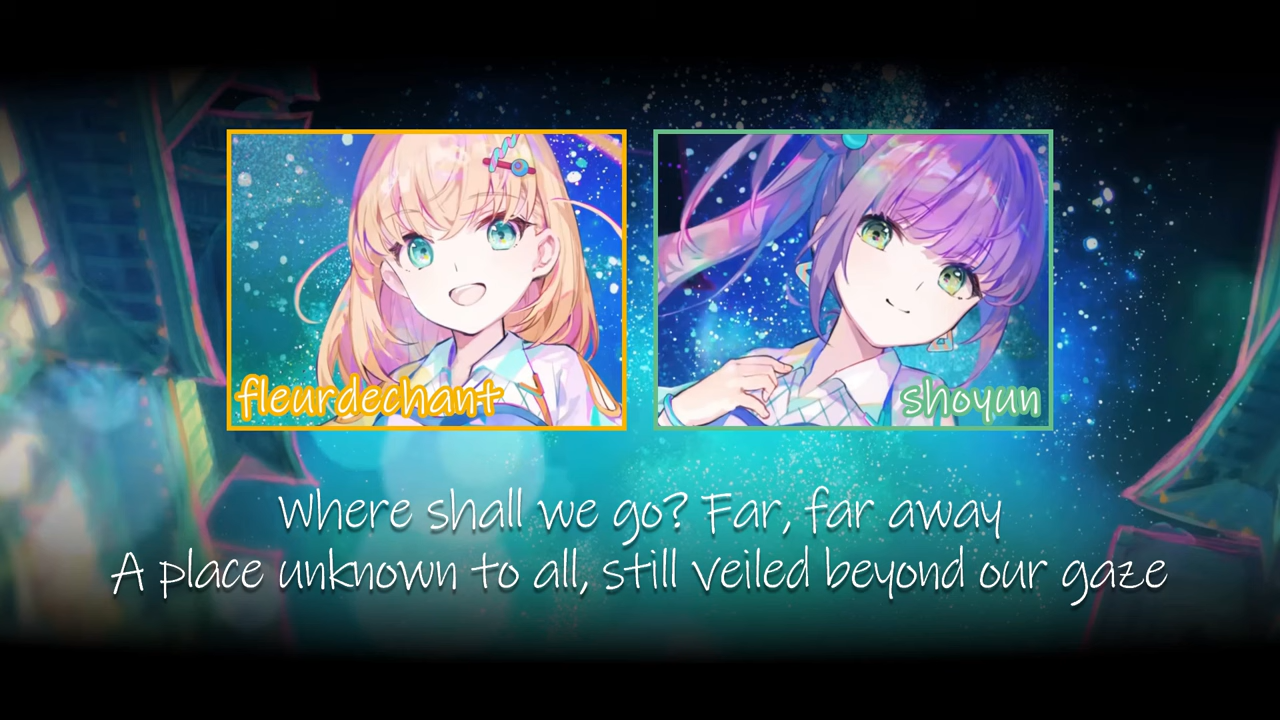 fleurdechant
shoyun
Where shall we go? Far, far away
A place unknown to all, still veiled beyond our gaze